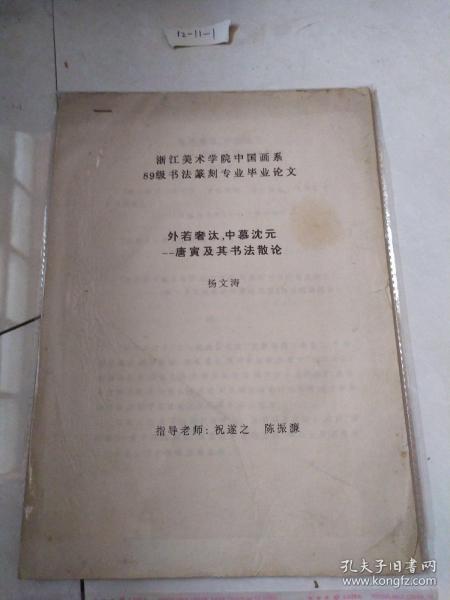 12-11-1
浙江美术学院中国画系
89级书法篆刻专业毕业论文
外若奢汰,中慕沈元
--唐寅及其书法散论
杨文涛
指导老师:祝遂之 陈振濂
孔夫子旧书网
www.kongfz.com